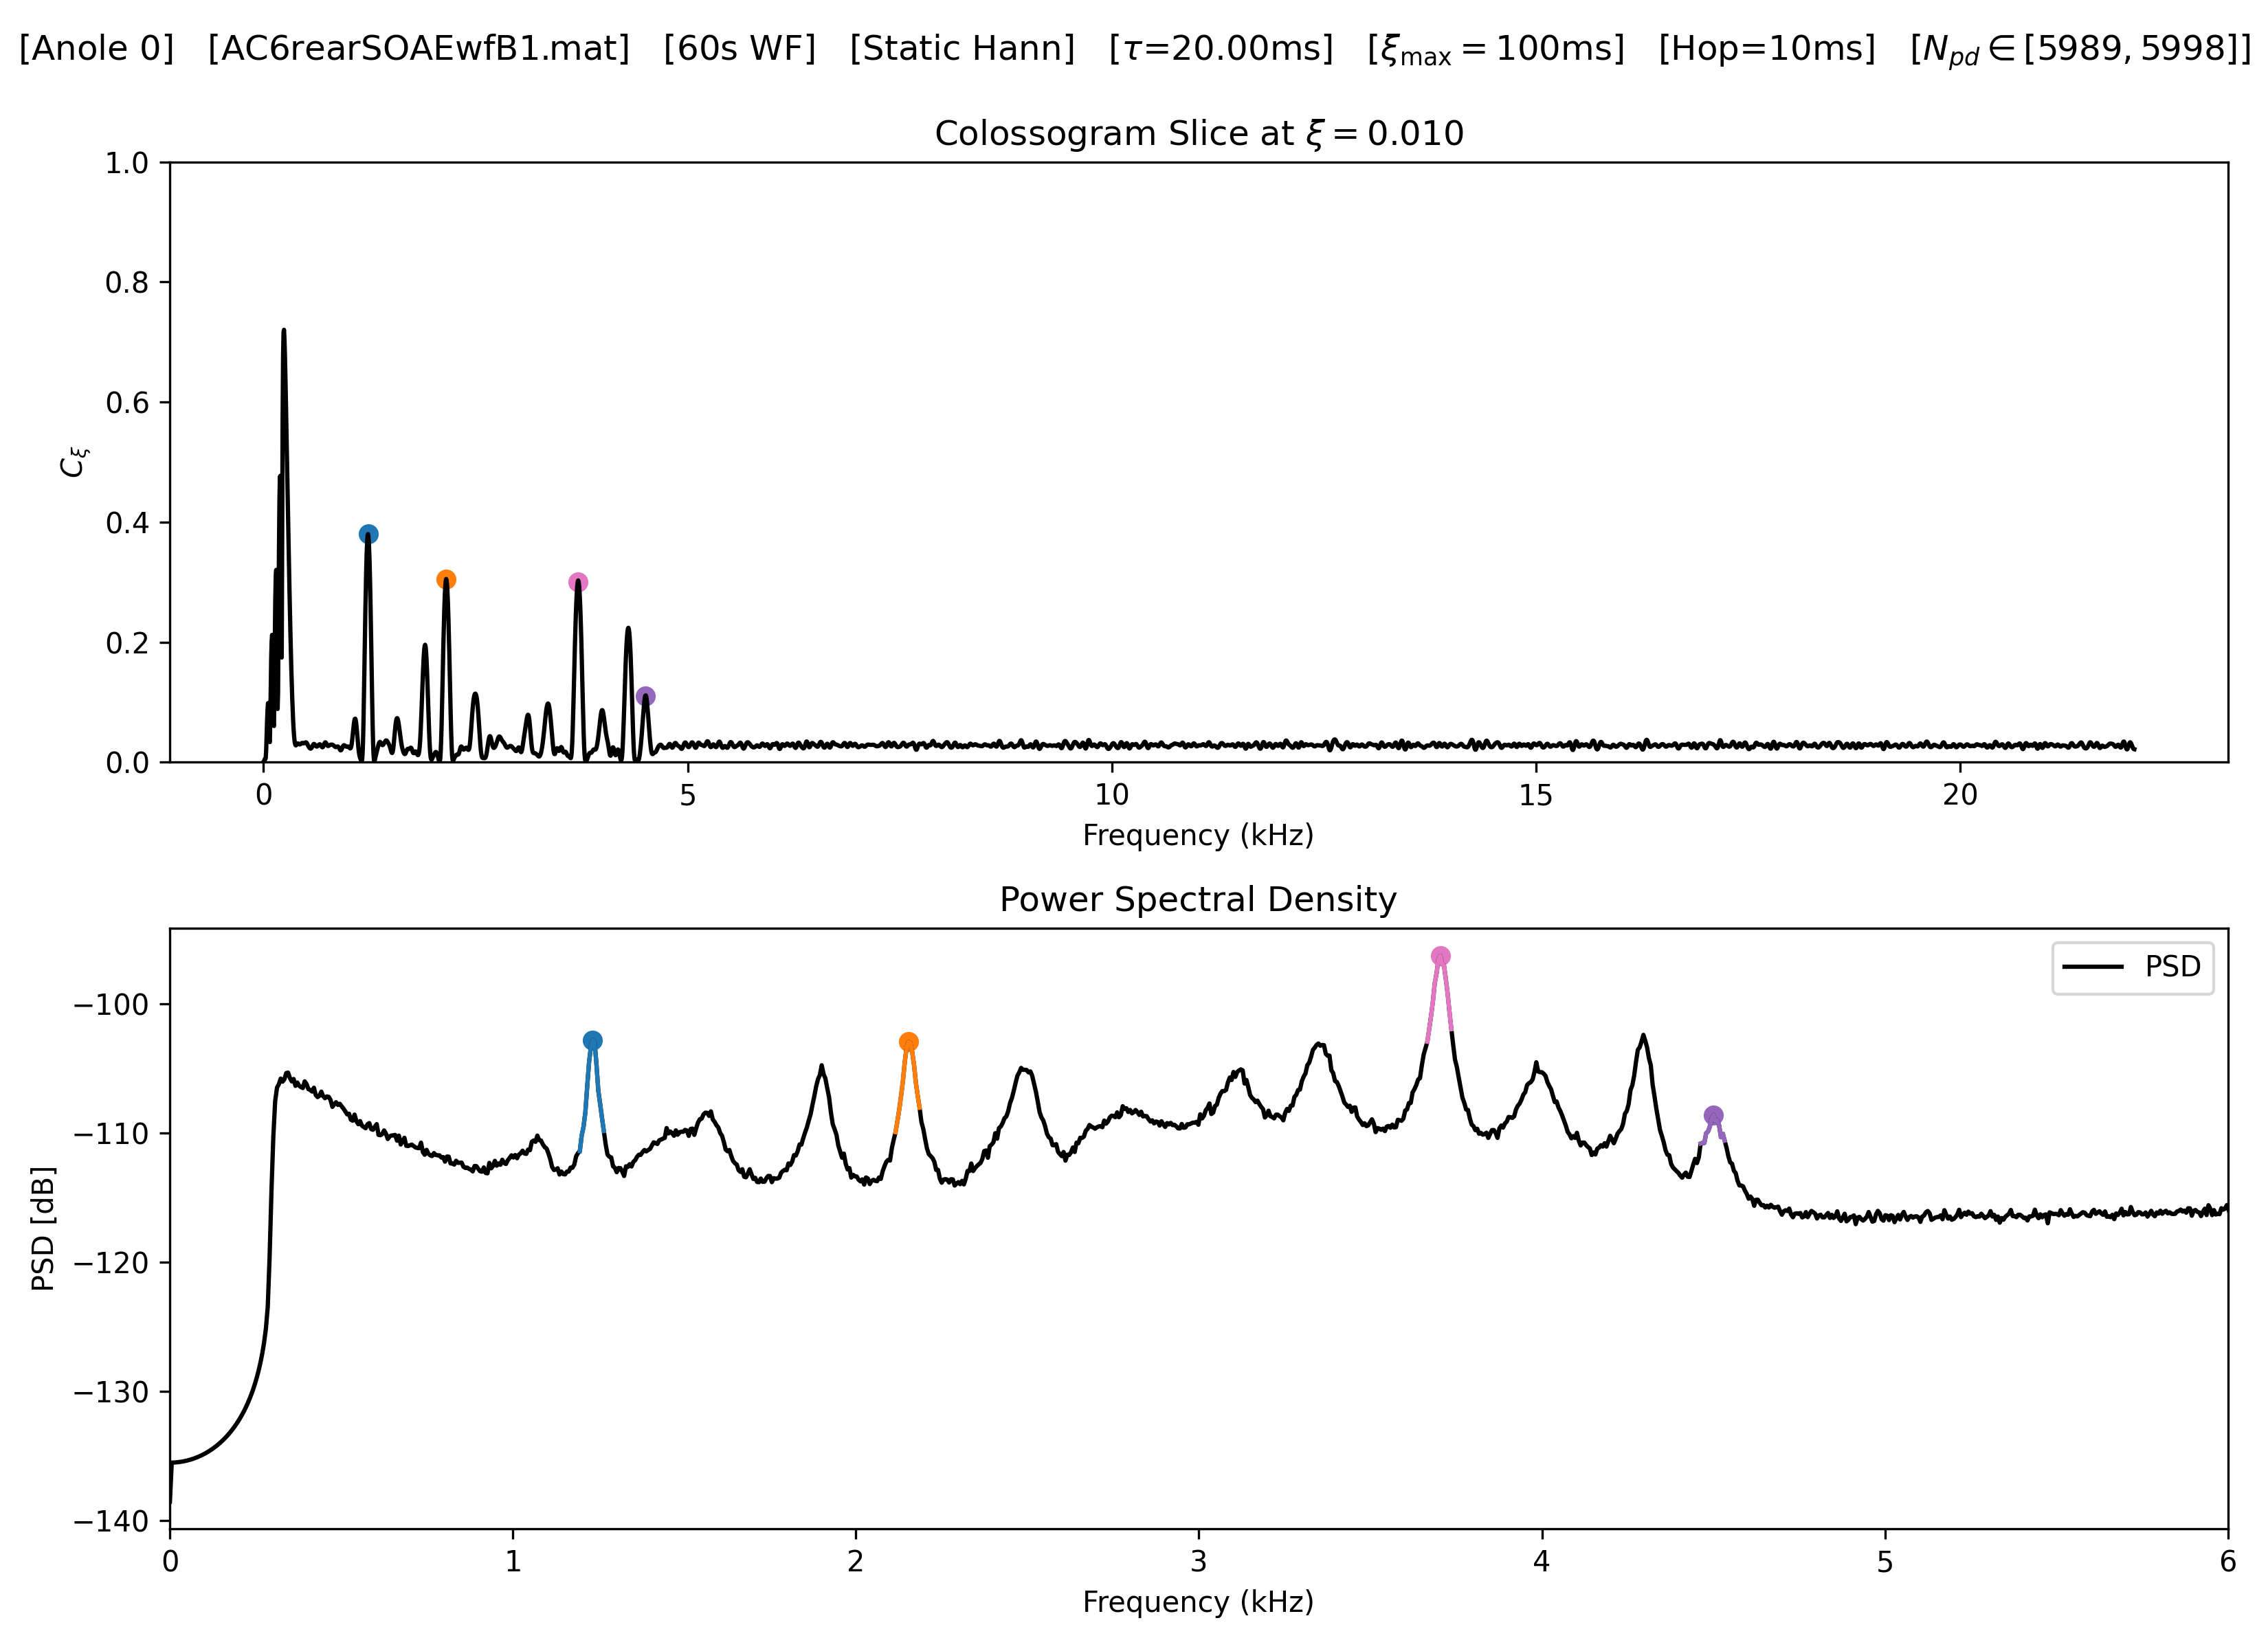 [Anole 0] [AC6rearSOAEwfB1.mat] [60s WF] [Static Hann] [τ=20.00ms] [ξmax = 100ms] [Hop=10ms] [Npd ∈ [5989, 5998]]
Colossogram Slice at ξ = 0.010
1.0
0.8
0.6
0.4
0.2
0.0
Cξ
0 5 10 15 20
Frequency (kHz)
Power Spectral Density
PSD
−100
−110
−120
−130
−140
PSD [dB]
0 1 2 3 4 5 6
Frequency (kHz)